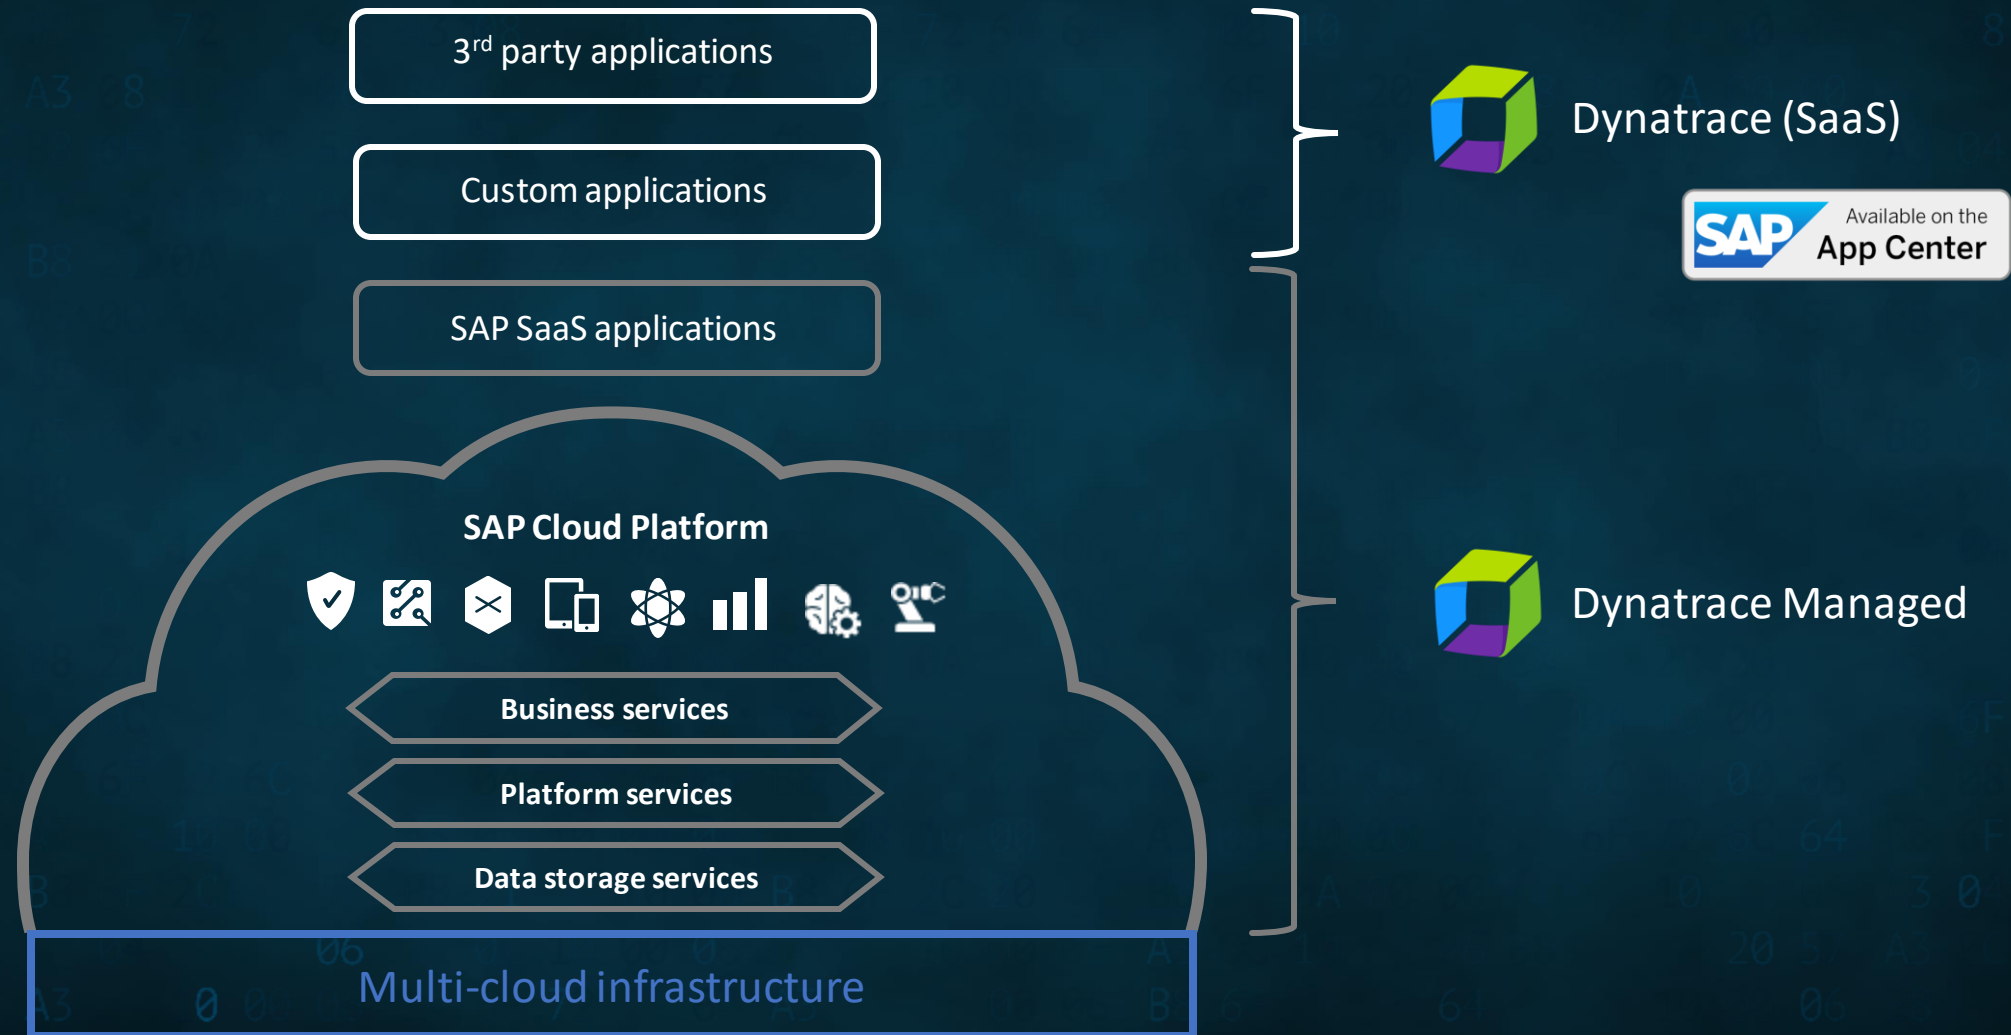 3rd party applications
Custom applications
SAP SaaS applications
SAP Cloud Platform
Business services
Platform services
Data storage services
Multi-cloud infrastructure
Dynatrace (SaaS)
SAP
Available on the
App Center
Dynatrace Managed